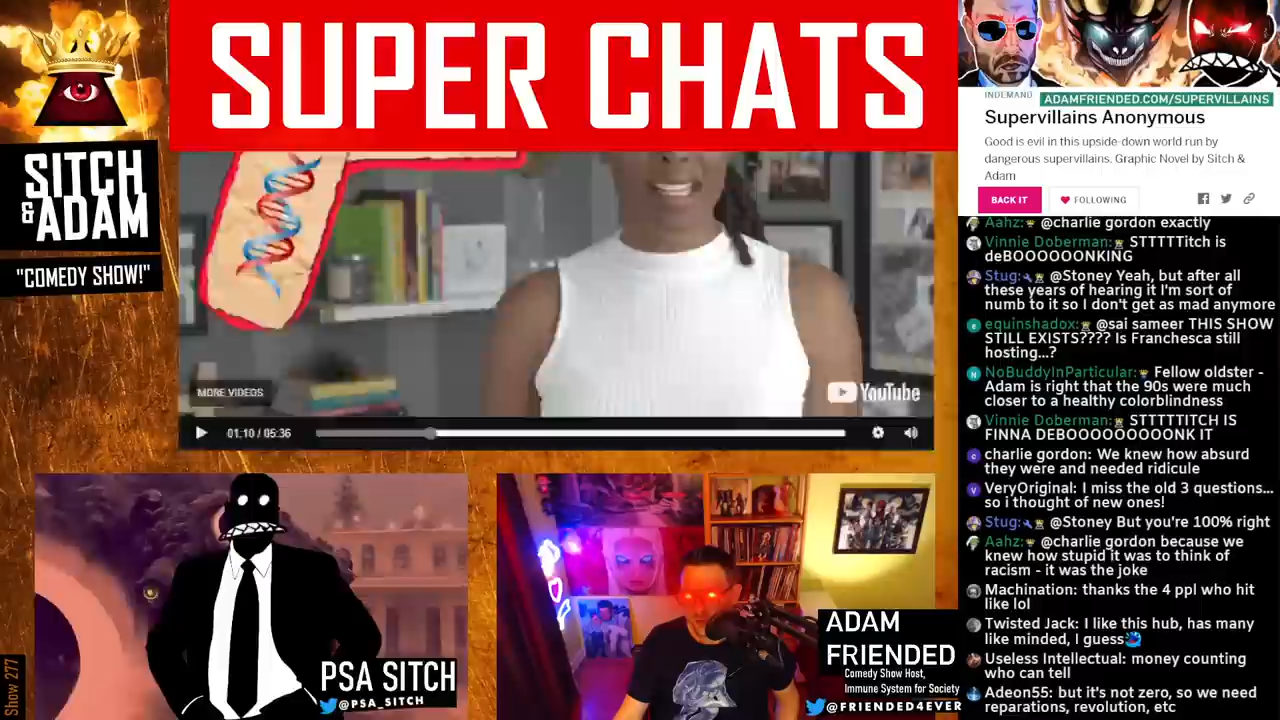 SUPER CHATS
SITCH
& ADAM
"COMEDY SHOW!"
Show 277
MORE VIDEOS
YouTube
01:10 / 05:36
PSA SITCH
@PSA_SITCH
ADAM
FRIENDED
Comedy Show Host,
Immune System for Society
@FRIENDED4EVER
INDEMAND
ADAMFRIENDED.COM/SUPERVILLAINS
Supervillains Anonymous
Good is evil in this upside-down world run by
dangerous supervillains. Graphic Novel by Sitch &
Adam
BACK IT
FOLLOWING
Aahz: @charlie gordon exactly
Vinnie Doberman: STTTTTitch is
deBOOOOOONKING
Stug: @Stoney Yeah, but after all
these years of hearing it I'm sort of
numb to it so I don't get as mad anymore
equinshadox: @sai sameer THIS SHOW
STILL EXISTS???? Is Franchesca still
hosting...?
NoBuddyInParticular: Fellow oldster -
Adam is right that the 90s were much
closer to a healthy colorblindness
Vinnie Doberman: STTTTTITCH IS
FINNA DEBOOOOOOOOONK IT
charlie gordon: We knew how absurd
they were and needed ridicule
VeryOriginal: I miss the old 3 questions...
so i thought of new ones!
Stug: @Stoney But you're 100% right
Aahz: @charlie gordon because we
knew how stupid it was to think of
racism - it was the joke
Machination: thanks the 4 ppl who hit
like lol
Twisted Jack: I like this hub, has many
like minded, I guess
Useless Intellectual: money counting
who can tell
Adeon55: but it's not zero, so we need
reparations, revolution, etc